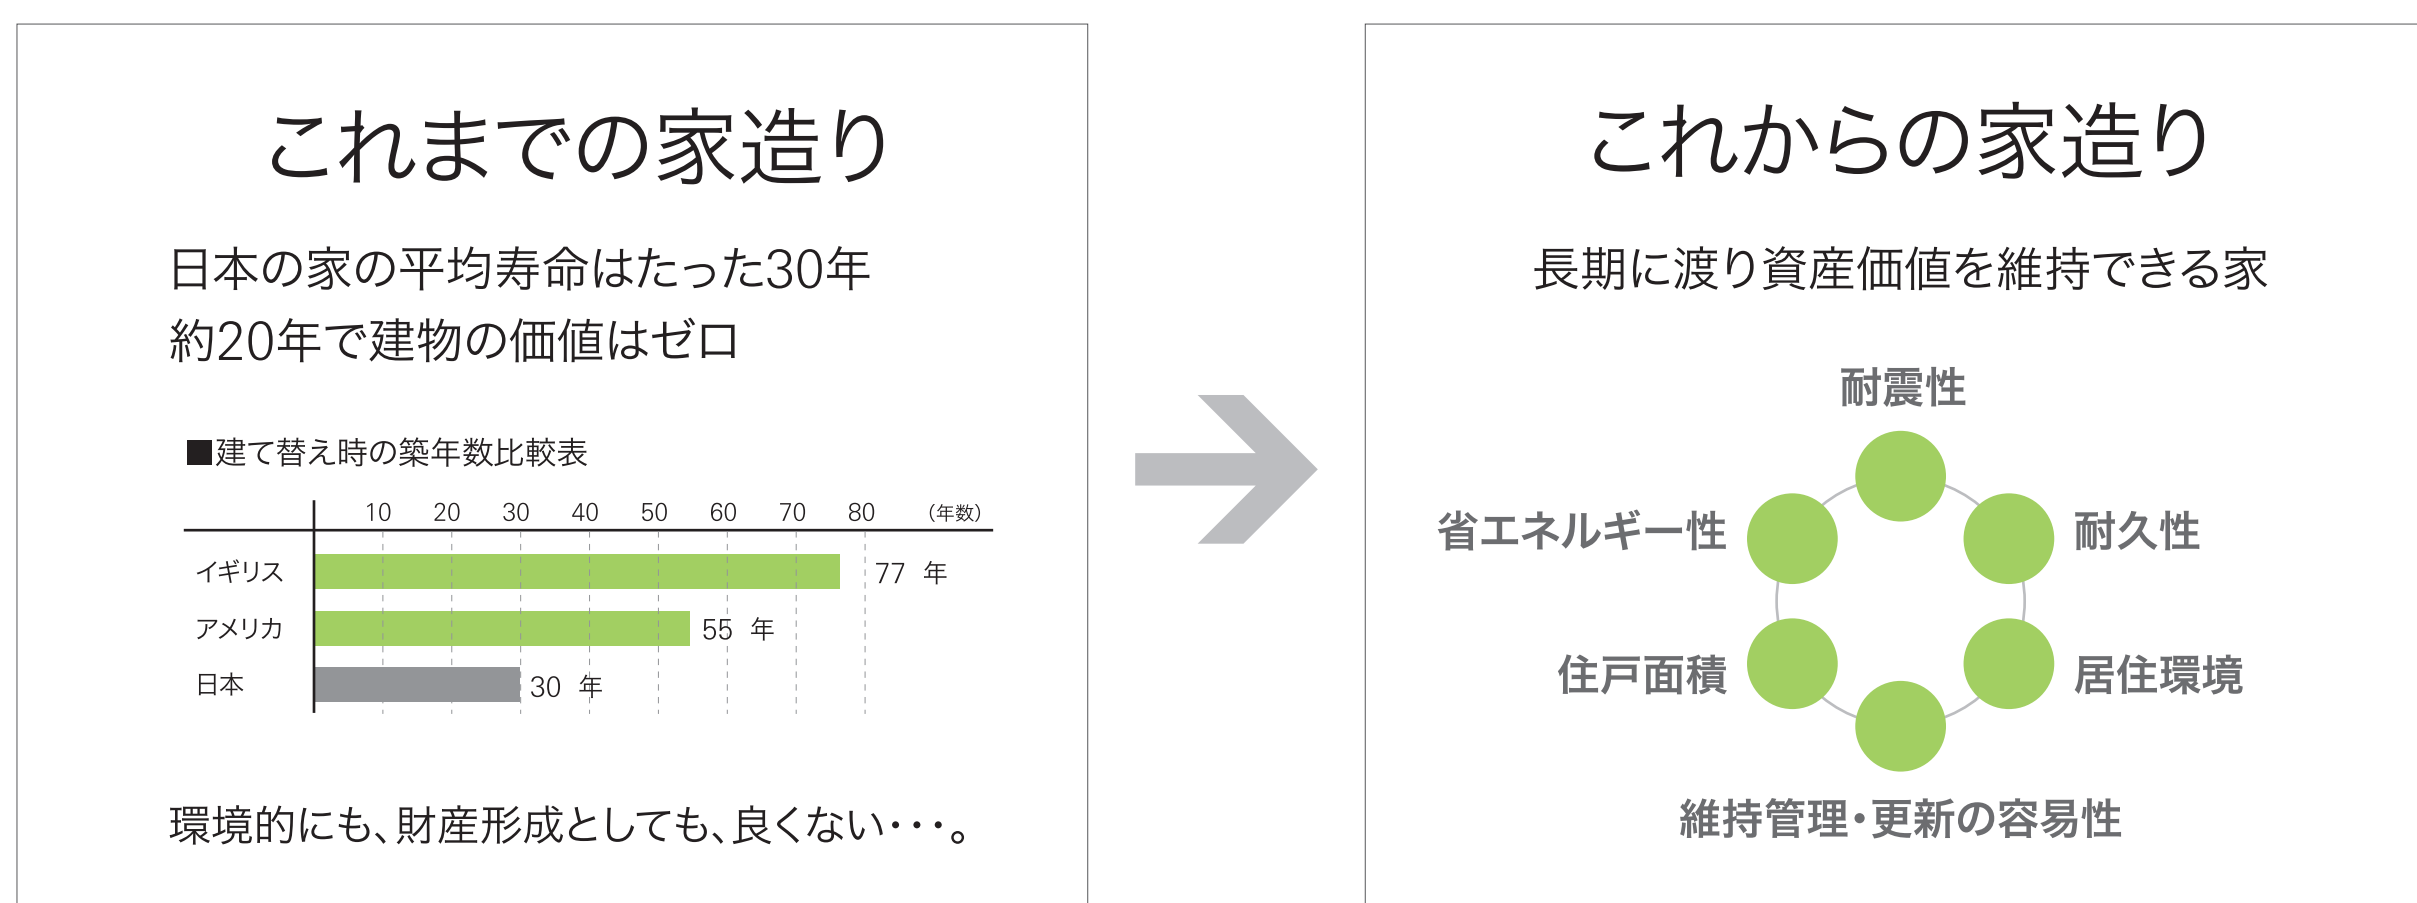 これまでの家造り
日本の家の平均寿命はたった30年
約20年で建物の価値はゼロ
■建て替え時の築年数比較表
10 20 30 40 50 60 70 80 （年数）
イギリス 77 年
アメリカ 55 年
日本 30 年
環境的にも、財産形成としても、良くない・・・。
これからの家造り
長期に渡り資産価値を維持できる家
耐震性
省エネルギー性
耐久性
住戸面積
居住環境
維持管理・更新の容易性